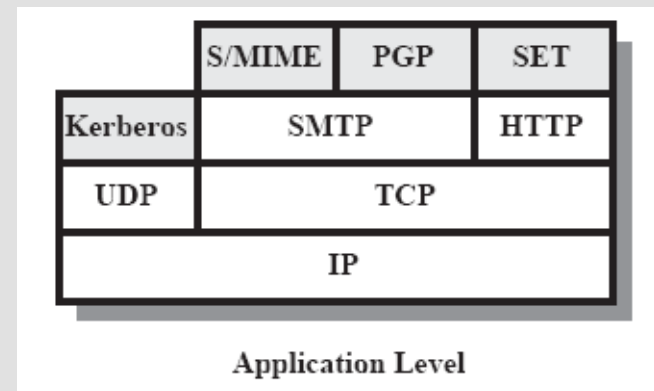 S/MIME PGP SET
Kerberos SMTP HTTP
UDP TCP
IP
Application Level